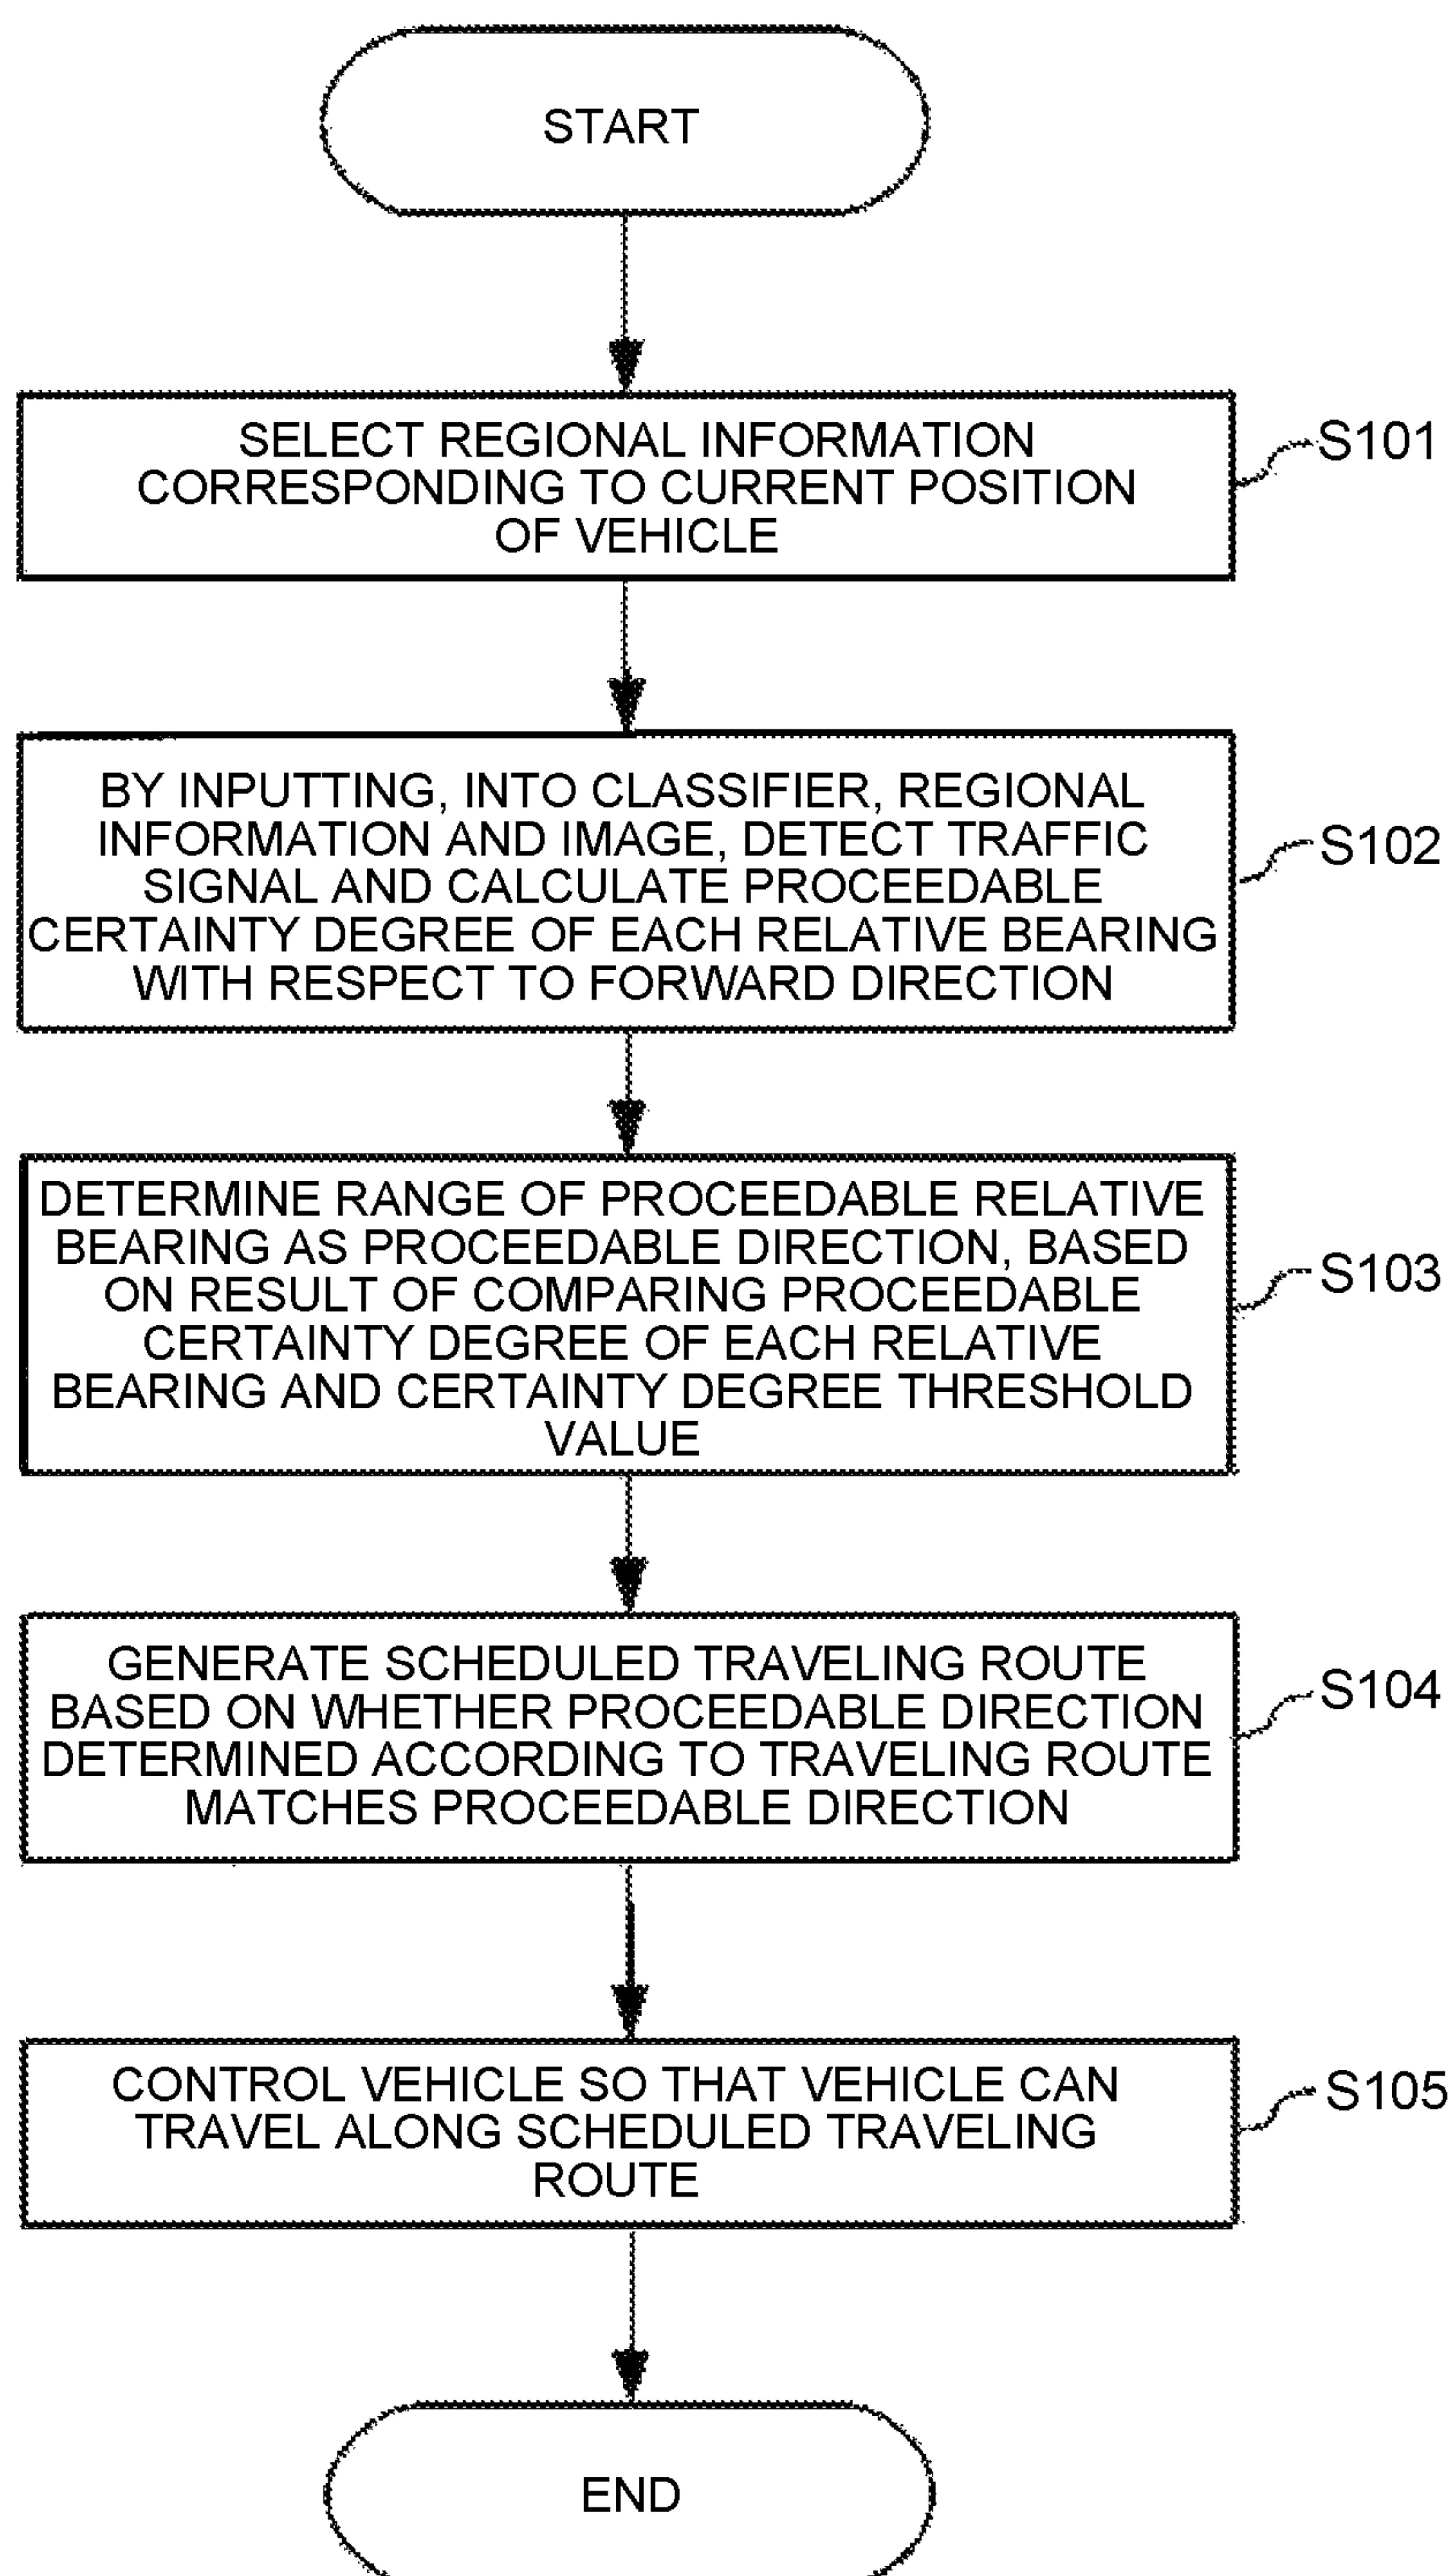 START
SELECT REGIONAL INFORMATION
CORRESPONDING TO CURRENT POSITION
OF VEHICLE
S101
BY INPUTTING, INTO CLASSIFIER, REGIONAL
INFORMATION AND IMAGE, DETECT TRAFFIC
SIGNAL AND CALCULATE PROCEEDABLE
CERTAINTY DEGREE OF EACH RELATIVE BEARING
WITH RESPECT TO FORWARD DIRECTION
S102
DETERMINE RANGE OF PROCEEDABLE RELATIVE
BEARING AS PROCEEDABLE DIRECTION, BASED
ON RESULT OF COMPARING PROCEEDABLE
CERTAINTY DEGREE OF EACH RELATIVE
BEARING AND CERTAINTY DEGREE THRESHOLD
VALUE
S103
GENERATE SCHEDULED TRAVELING ROUTE
BASED ON WHETHER PROCEEDABLE DIRECTION
DETERMINED ACCORDING TO TRAVELING ROUTE
MATCHES PROCEEDABLE DIRECTION
S104
CONTROL VEHICLE SO THAT VEHICLE CAN
TRAVEL ALONG SCHEDULED TRAVELING
ROUTE
S105
END